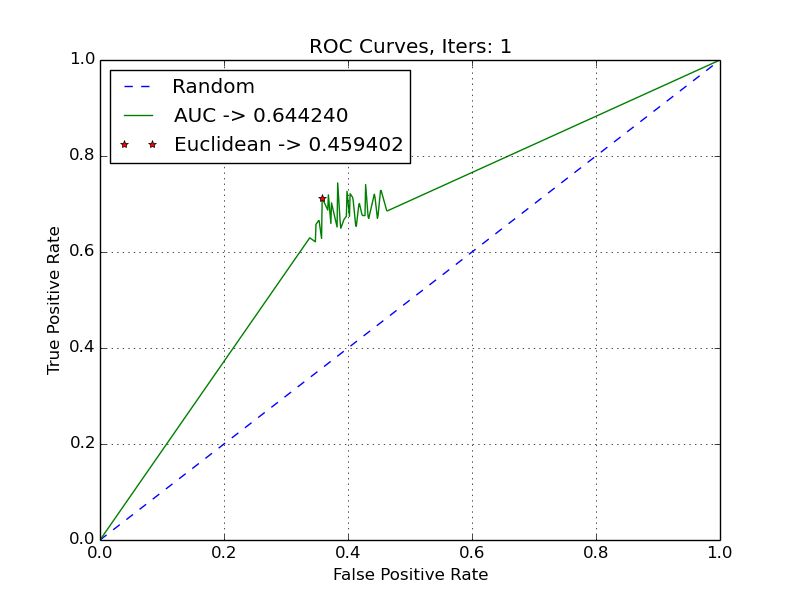 ROC Curves, Iters: 1
Random
AUC -> 0.644240
Euclidean -> 0.459402
True Positive Rate
1.0
0.8
0.6
0.4
0.2
0.0
0.0 0.2 0.4 0.6 0.8 1.0
False Positive Rate